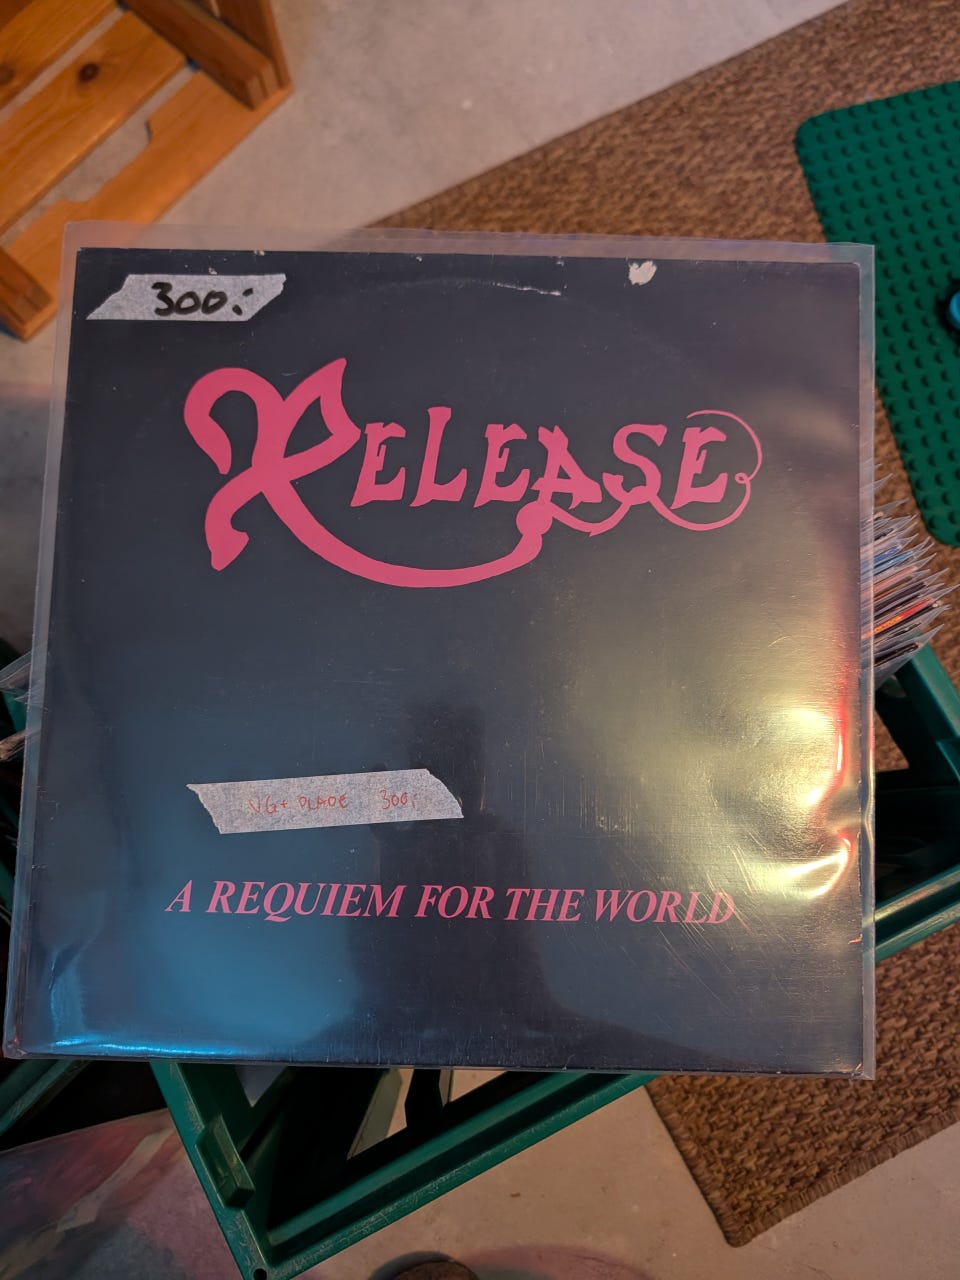 300:-
RELEASE
VG+ PLADE 300,-
A REQUIEM FOR THE WORLD